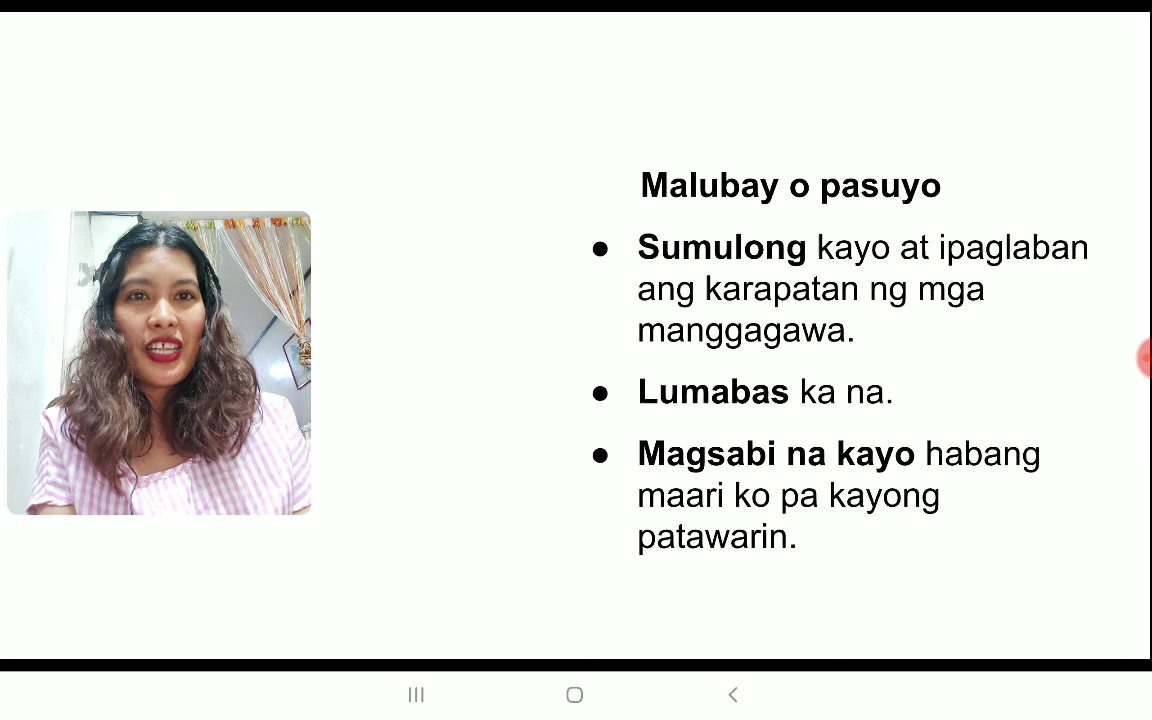 Malubay o pasuyo
● Sumulong kayo at ipaglaban
ang karapatan ng mga
manggagawa.
● Lumabas ka na.
● Magsabi na kayo habang
maari ko pa kayong
patawarin.